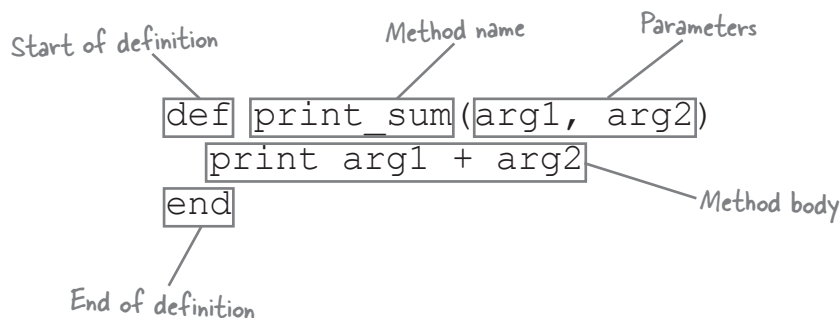 Start of definition
Method name
Parameters
def print_sum(arg1, arg2)
print arg1 + arg2
end
Method body
End of definition